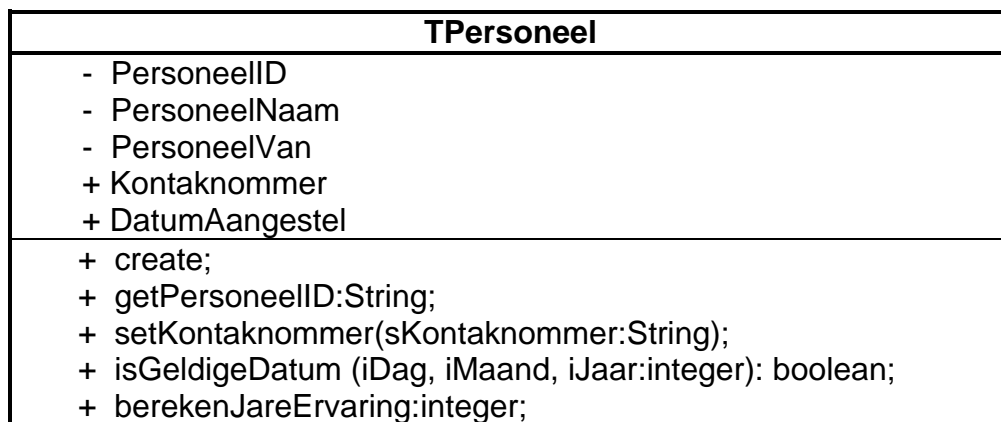 TPersoneel
- PersoneelID
- PersoneelNaam
- PersoneelVan
+ Kontaknommer
+ DatumAangestel
+ create;
+ getPersoneelID:String;
+ setKontaknommer(sKontaknommer:String);
+ isGeldigeDatum (iDag, iMaand, iJaar:integer): boolean;
+ berekenJareErvaring:integer;